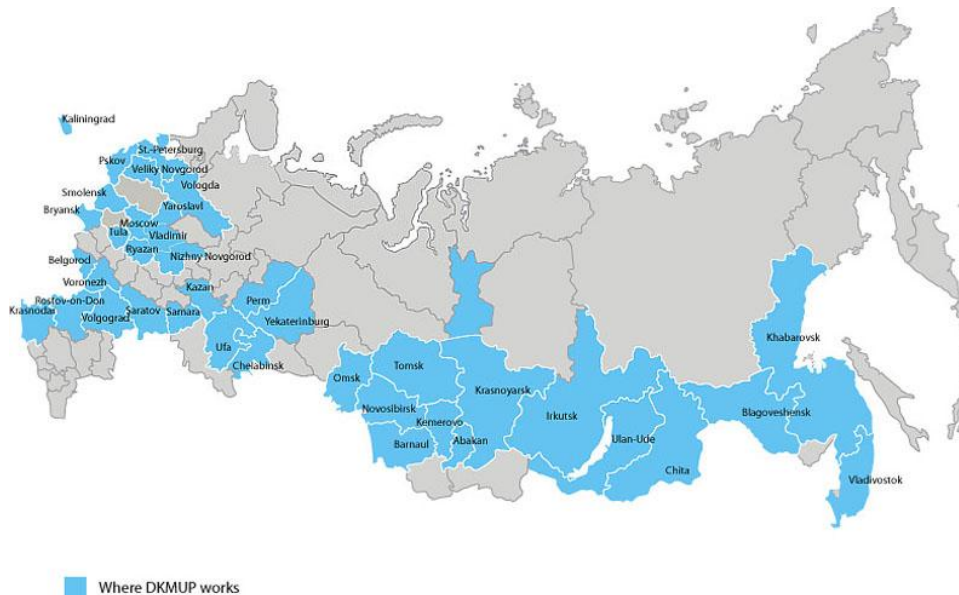 Kaliningrad
St.-Petersburg
Pskov
Veliky Novgorod
Vologda
Smolensk
Yaroslavl
Bryansk
Moscow
Tula
Vladimir
Ryazan
Nizhny Novgorod
Belgorod
Voronezh
Kazan
Rostov-on-Don
Krasnodar
Volgograd
Saratov
Samara
Perm
Yekaterinburg
Ufa
Chelabinsk
Omsk
Tomsk
Krasnoyarsk
Novosibirsk
Kemerovo
Barnaul
Abakan
Irkutsk
Ulan-Ude
Chita
Khabarovsk
Blagoveshensk
Vladivostok
Where DKMUP works